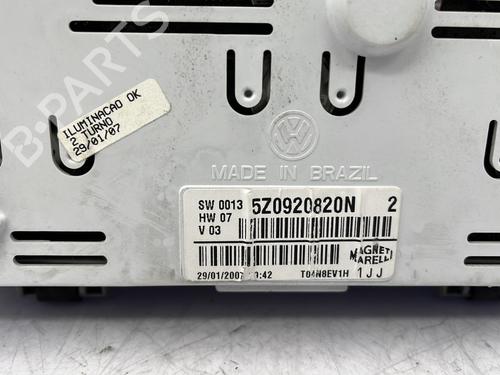 B-PARTS
ILUMINACAO OK
2 TURNO
29/01/07
MADE IN BRAZIL
SW 0013 5Z0920820N 2
HW 07
V 03
MAGNETI
MARELLI
29/01/2007 :42 T04N8EV1H 1JJ